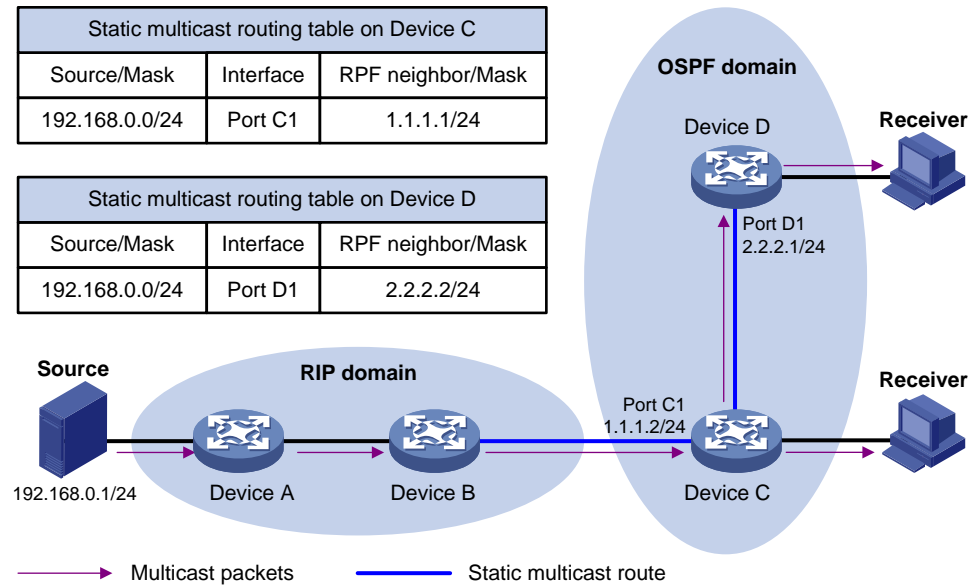 Static multicast routing table on Device C
Source/Mask Interface RPF neighbor/Mask
192.168.0.0/24 Port C1 1.1.1.1/24
Static multicast routing table on Device D
Source/Mask Interface RPF neighbor/Mask
192.168.0.0/24 Port D1 2.2.2.2/24
OSPF domain
Device D
Receiver
Port D1
2.2.2.1/24
Source
RIP domain
Receiver
Port C1
1.1.1.2/24
192.168.0.1/24
Device A
Device B
Device C
Multicast packets
Static multicast route